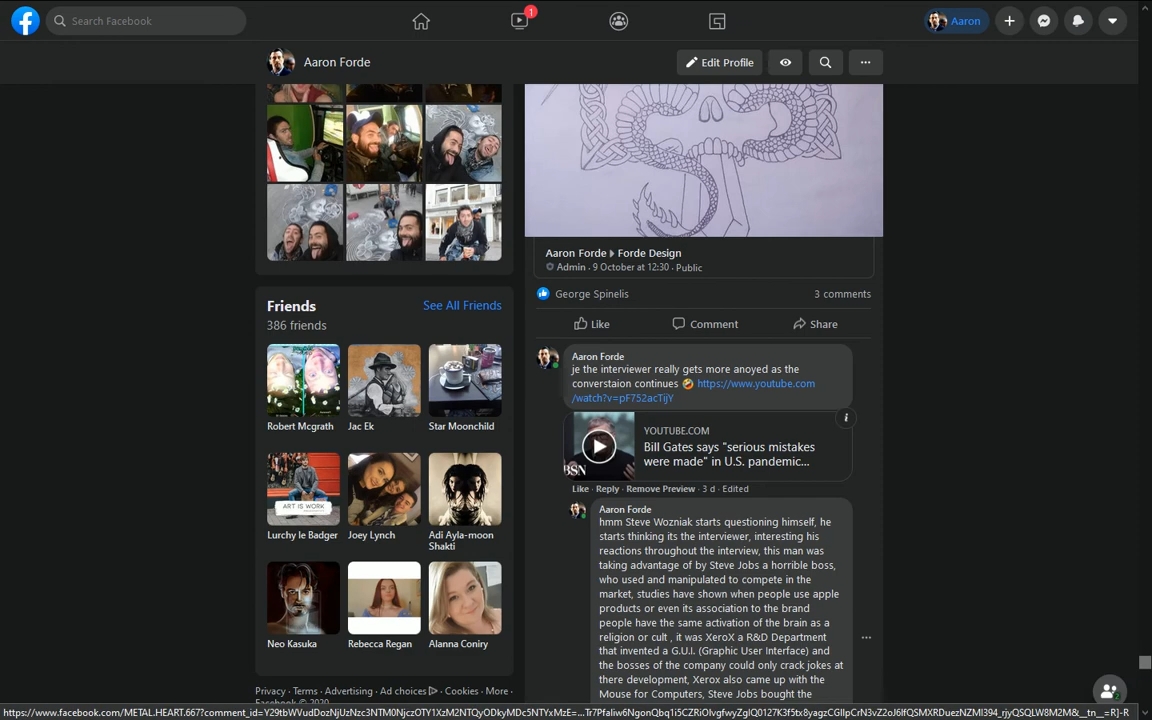 Search Facebook
1
Aaron
Aaron Forde
Edit Profile
Aaron Forde Forde Design
Admin · 9 October at 12:30 · Public
George Spinelis
3 comments
Like
Comment
Share
Friends
See All Friends
386 friends
Robert Mcgrath
Jac Ek
Star Moonchild
ART IS WORK
Lurchy le Badger
Joey Lynch
Adi Ayla-moon
Shakti
Neo Kasuka
Rebecca Regan
Alanna Coniry
Privacy · Terms · Advertising · Ad choices · Cookies · More ·
Facebook © 2020
Aaron Forde
je the interviewer really gets more anoyed as the
converstaion continues 🤣 https://www.youtube.com
/watch?v=pF752acTijY
BSN
YOUTUBE.COM
Bill Gates says "serious mistakes
were made" in U.S. pandemic...
Like · Reply · Remove Preview · 3 d · Edited
Aaron Forde
hmm Steve Wozniak starts questioning himself, he
starts thinking its the interviewer, interesting his
reactions throughout the interview, this man was
taking advantage of by Steve Jobs a horrible boss,
who used and manipulated to compete in the
market, studies have shown when people use apple
products or even its association to the brand
people have the same activation of the brain as a
religion or cult , it was XeroX a R&D Department
that invented a G.U.I. (Graphic User Interface) and
the bosses of the company could only crack jokes at
there development, Xerox also came up with the
Mouse for Computers, Steve Jobs bought the